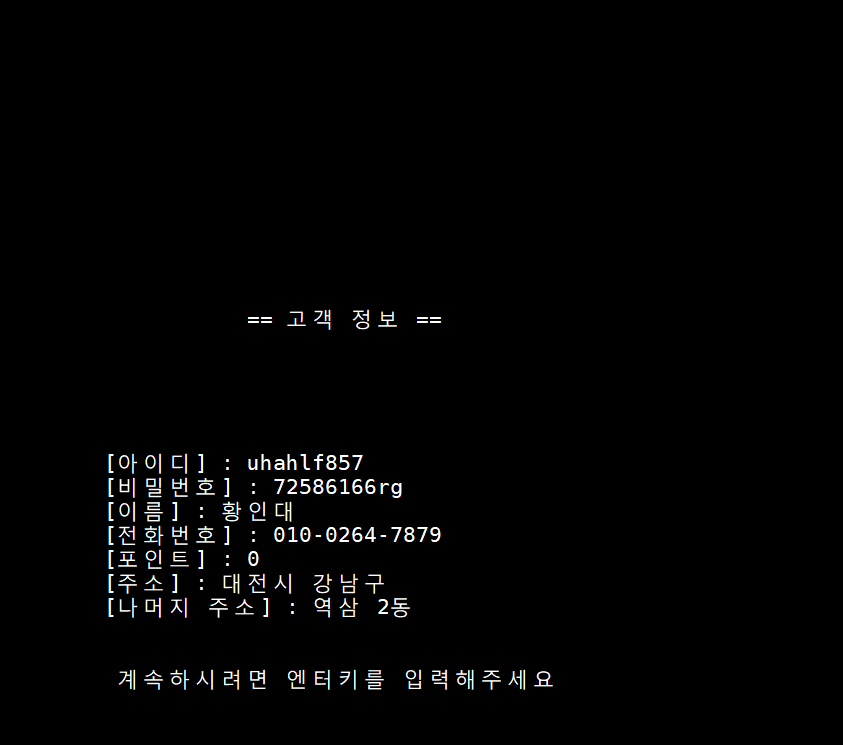 == 고객 정보 ==
[아이디] : uhahlf857
[비밀번호] : 72586166rg
[이름] : 황인대
[전화번호] : 010-0264-7879
[포인트] : 0
[주소] : 대전시 강남구
[나머지 주소] : 역삼 2동
계속하시려면 엔터키를 입력해주세요